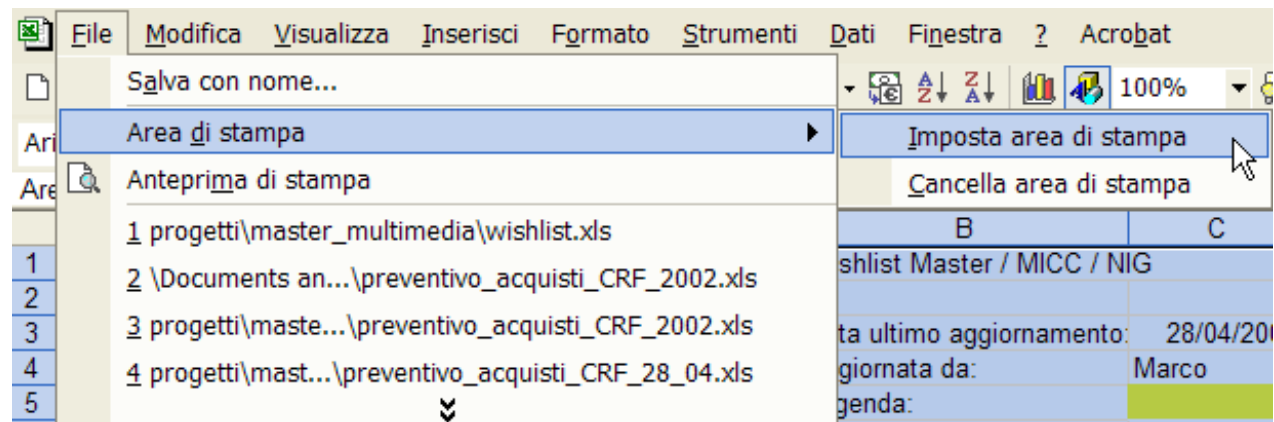 File Modifica Visualizza Inserisci Formato Strumenti Dati Finestra ? Acrobat
Salva con nome...
100%
Area di stampa
Imposta area di stampa
Anteprima di stampa
Cancella area di stampa
1 progetti\master_multimedia\wishlist.xls
2 \Documents an...\preventivo_acquisti_CRF_2002.xls
3 progetti\maste...\preventivo_acquisti_CRF_2002.xls
4 progetti\mast...\preventivo_acquisti_CRF_28_04.xls
Ari
Are
B C
1 shlist Master / MICC / NIG
2
3 ta ultimo aggiornamento: 28/04/200
4 giornata da: Marco
5 genda: